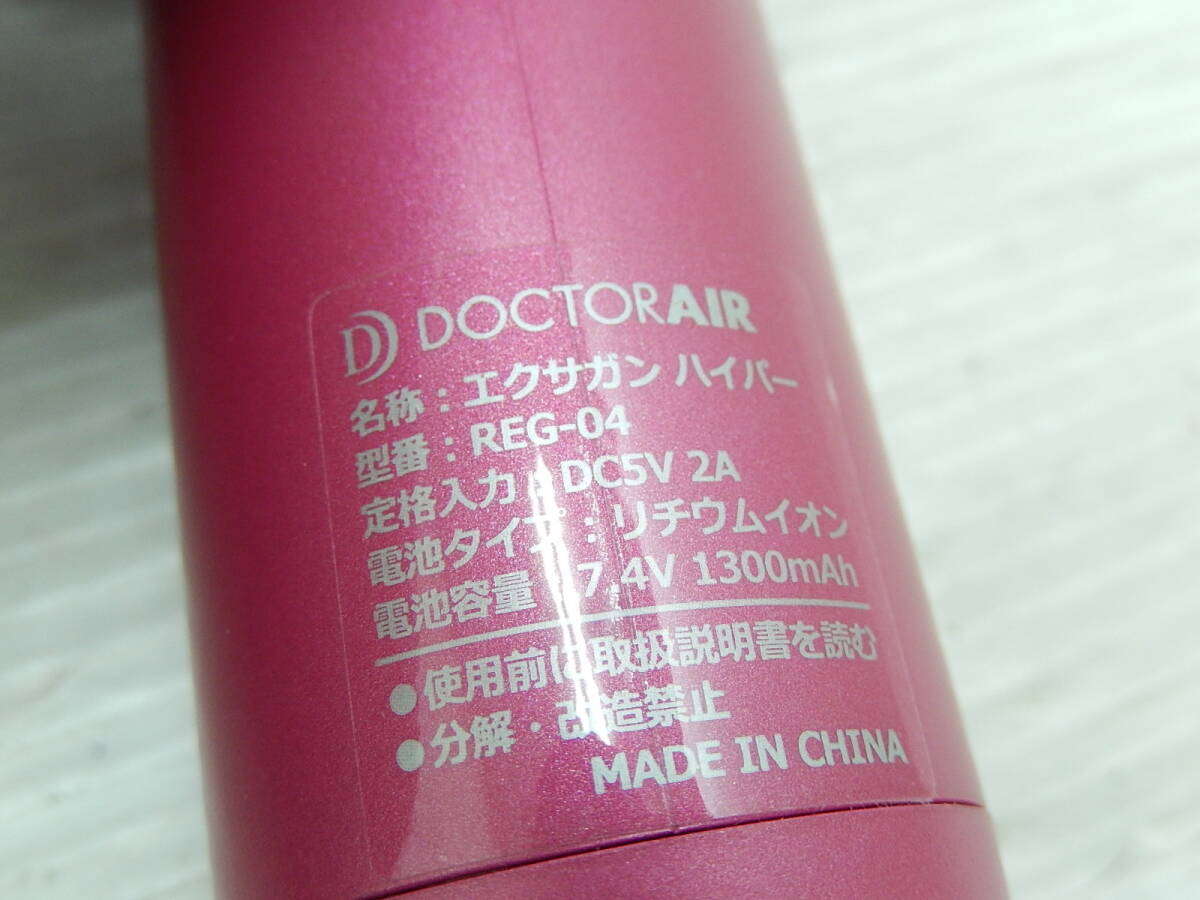 DOCTORAIR
名称：エクサガン ハイパー
型番：REG-04
定格入力：DC5V 2A
電池タイプ：リチウムイオン
電池容量：7.4V 1300mAh
●使用前に取扱説明書を読む
●分解・改造禁止
MADE IN CHINA